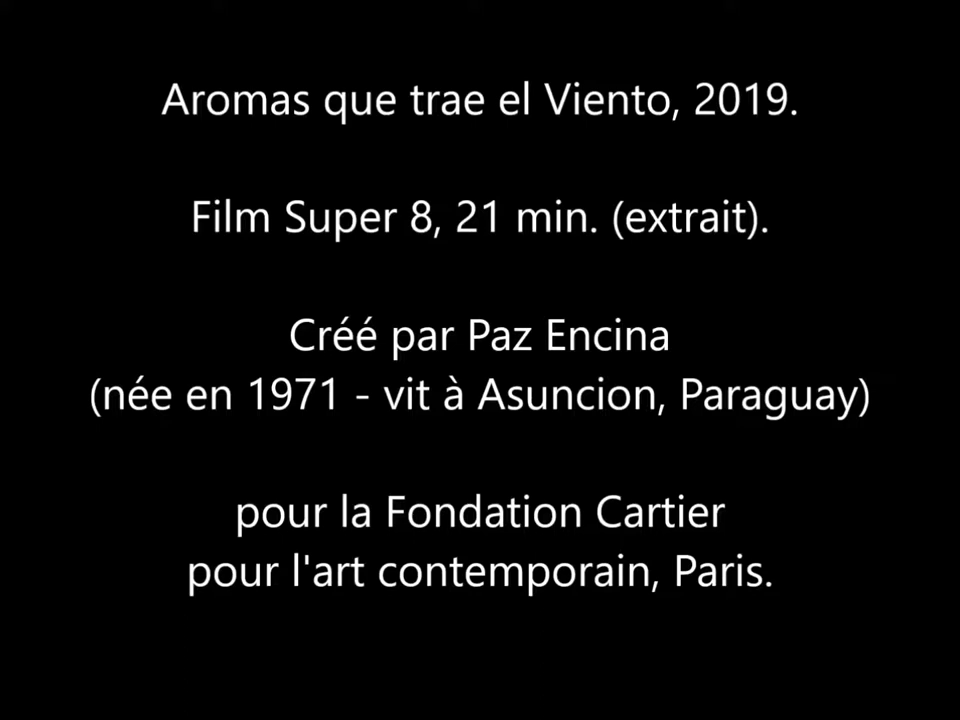 Aromas que trae el Viento, 2019.
Film Super 8, 21 min. (extrait).
Créé par Paz Encina
(née en 1971 - vit à Asuncion, Paraguay)
pour la Fondation Cartier
pour l'art contemporain, Paris.